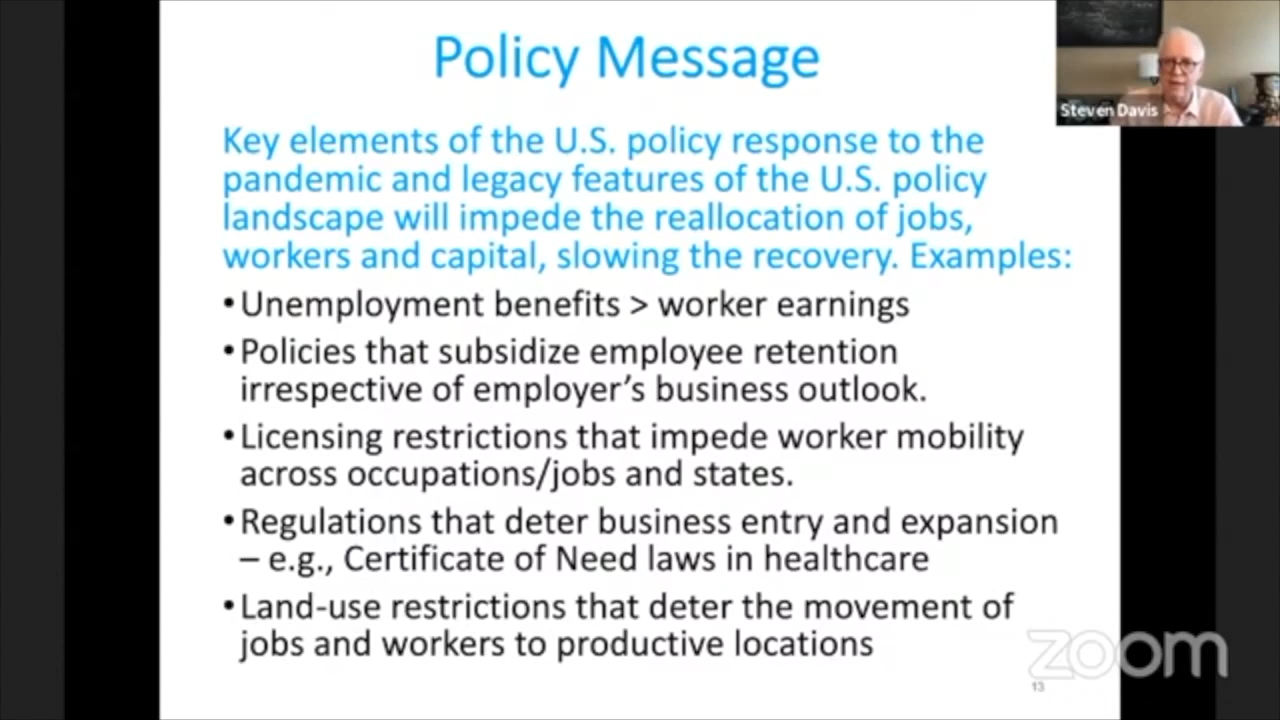 Policy Message
Steven Davis
Key elements of the U.S. policy response to the
pandemic and legacy features of the U.S. policy
landscape will impede the reallocation of jobs,
workers and capital, slowing the recovery. Examples:
•Unemployment benefits > worker earnings
•Policies that subsidize employee retention
irrespective of employer's business outlook.
•Licensing restrictions that impede worker mobility
across occupations/jobs and states.
•Regulations that deter business entry and expansion
– e.g., Certificate of Need laws in healthcare
•Land-use restrictions that deter the movement of
jobs and workers to productive locations
zoom
13